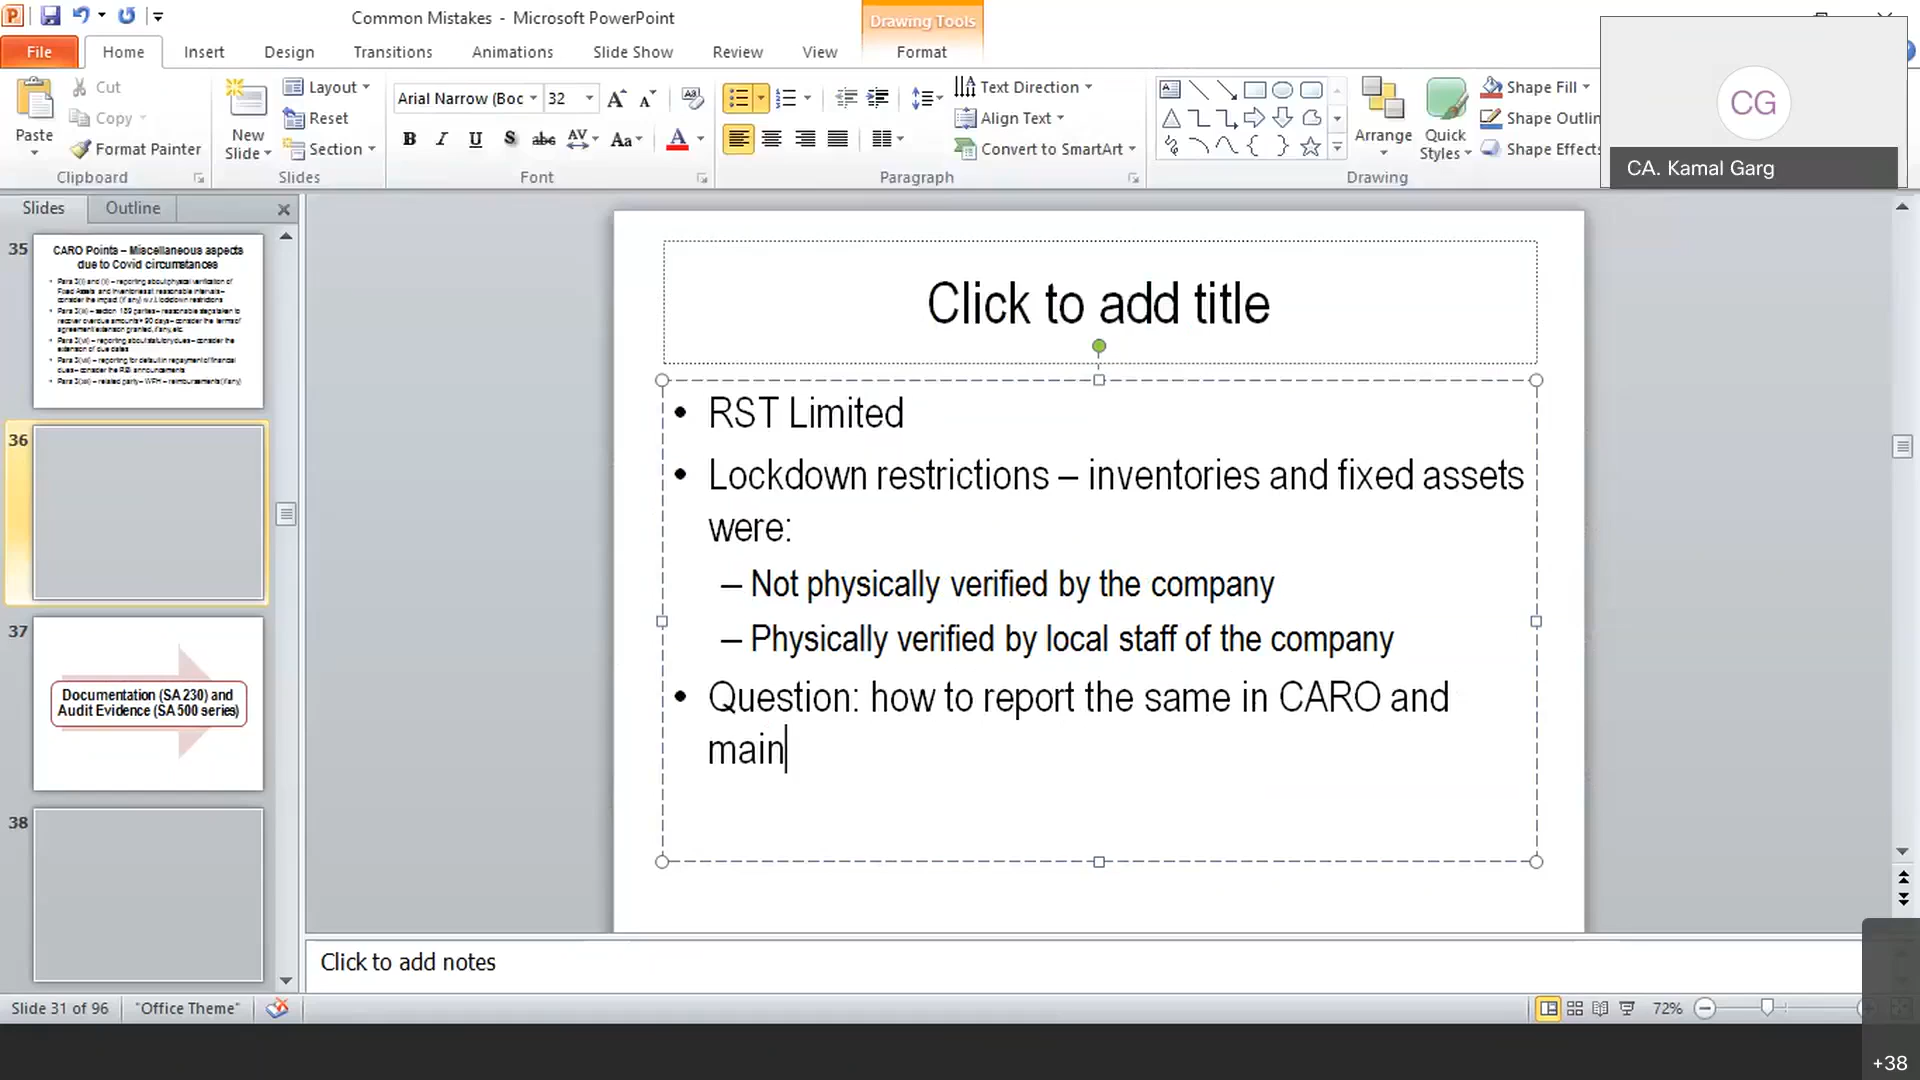 Common Mistakes - Microsoft PowerPoint
Drawing Tools
File
Home
Insert
Design
Transitions
Animations
Slide Show
Review
View
Format
Paste
Cut
Copy
Format Painter
Clipboard
New
Slide
Layout
Reset
Section
Slides
Arial Narrow (Boc
32
Font
Text Direction
Align Text
Convert to SmartArt
Paragraph
Arrange
Quick
Styles
Shape Fill
Shape Outlin
Shape Effects
Drawing
CG
CA. Kamal Garg
Slides
Outline
35
CARO Points – Miscellaneous aspects
due to Covid circumstances
36
37
Documentation (SA 230) and
Audit Evidence (SA 500 series)
38
Click to add title
• RST Limited
• Lockdown restrictions – inventories and fixed assets
were:
– Not physically verified by the company
– Physically verified by local staff of the company
• Question: how to report the same in CARO and
main
Click to add notes
Slide 31 of 96
"Office Theme"
72%
+38